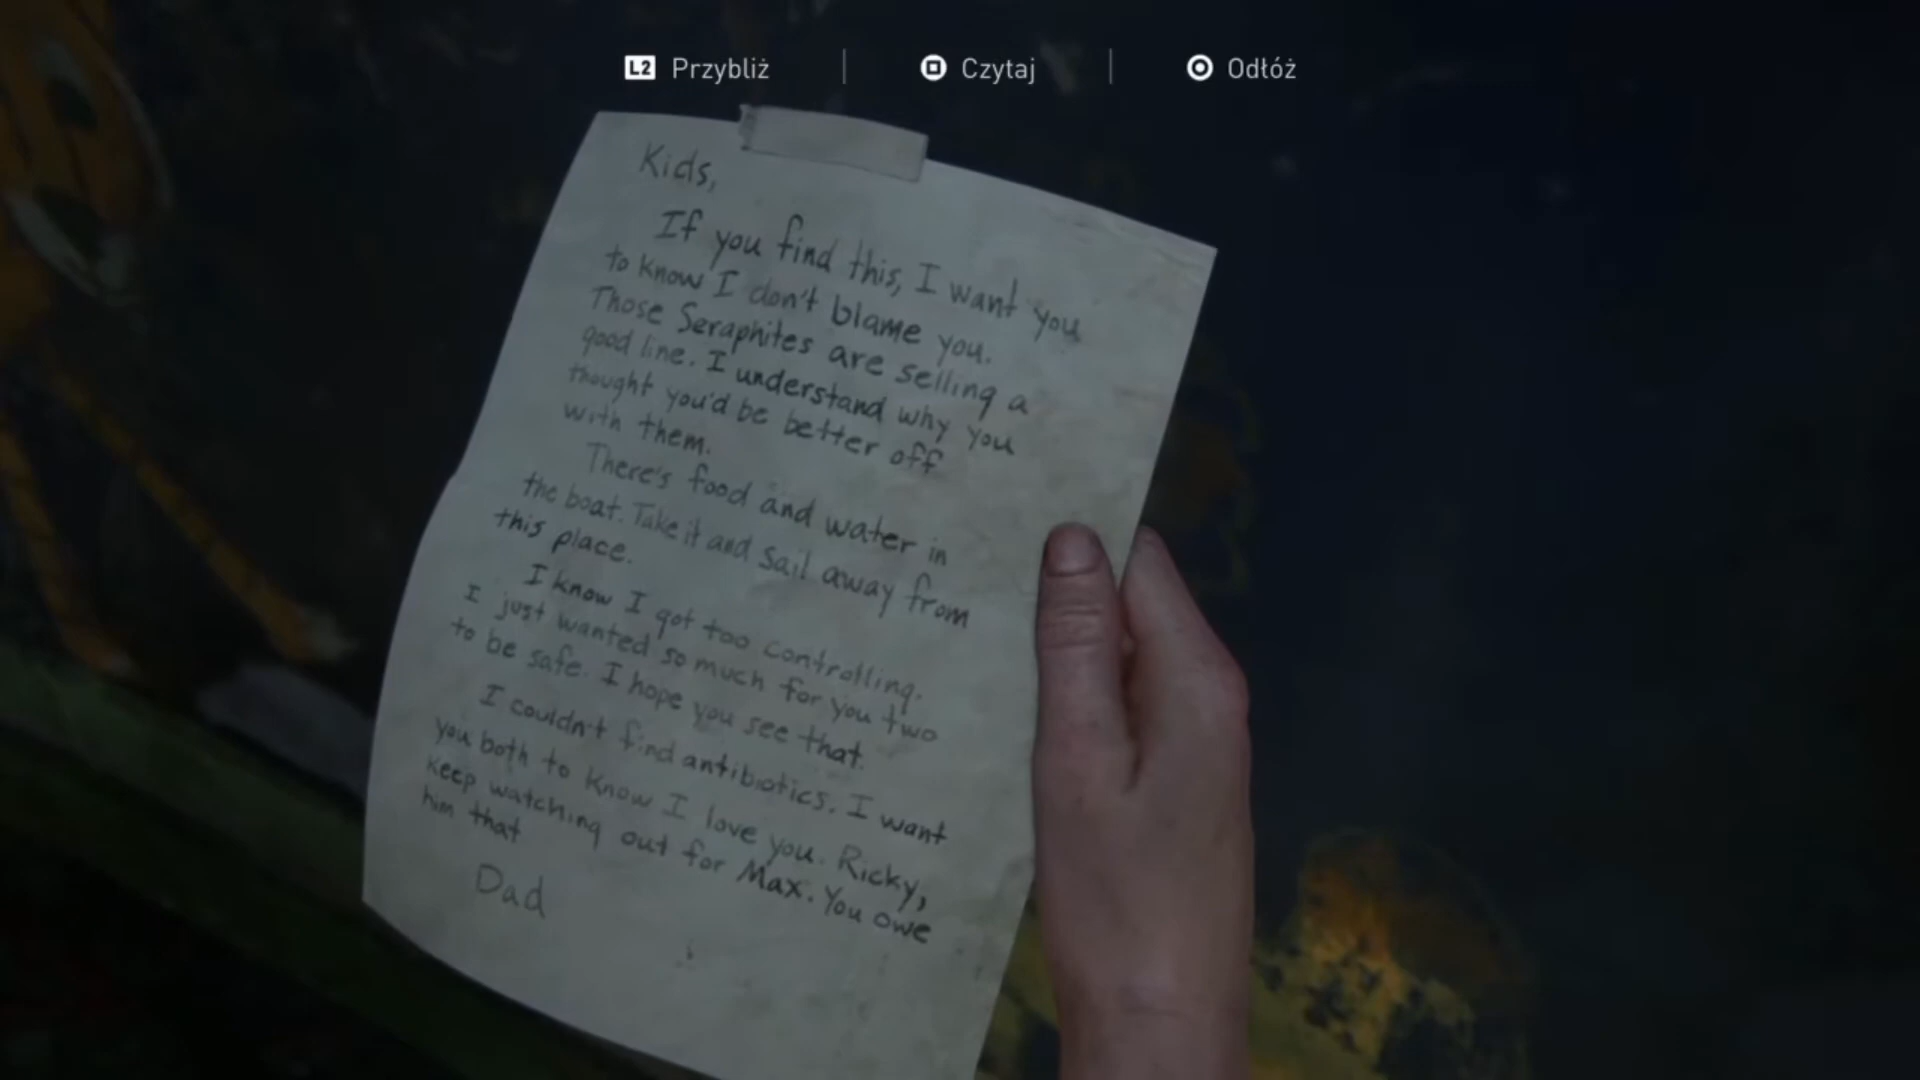 L2 Przybliż | Czytaj | Odłóż
Kids,
If you find this, I want you
to know I don't blame you.
Those Seraphites are selling a
good line. I understand why you
thought you'd be better off
with them.
There's food and water in
the boat. Take it and sail away from
this place.
I know I got too controlling.
I just wanted so much for you two
to be safe. I hope you see that.
I couldn't find antibiotics. I want
you both to know I love you. Ricky,
keep watching out for Max. You owe
him that
Dad